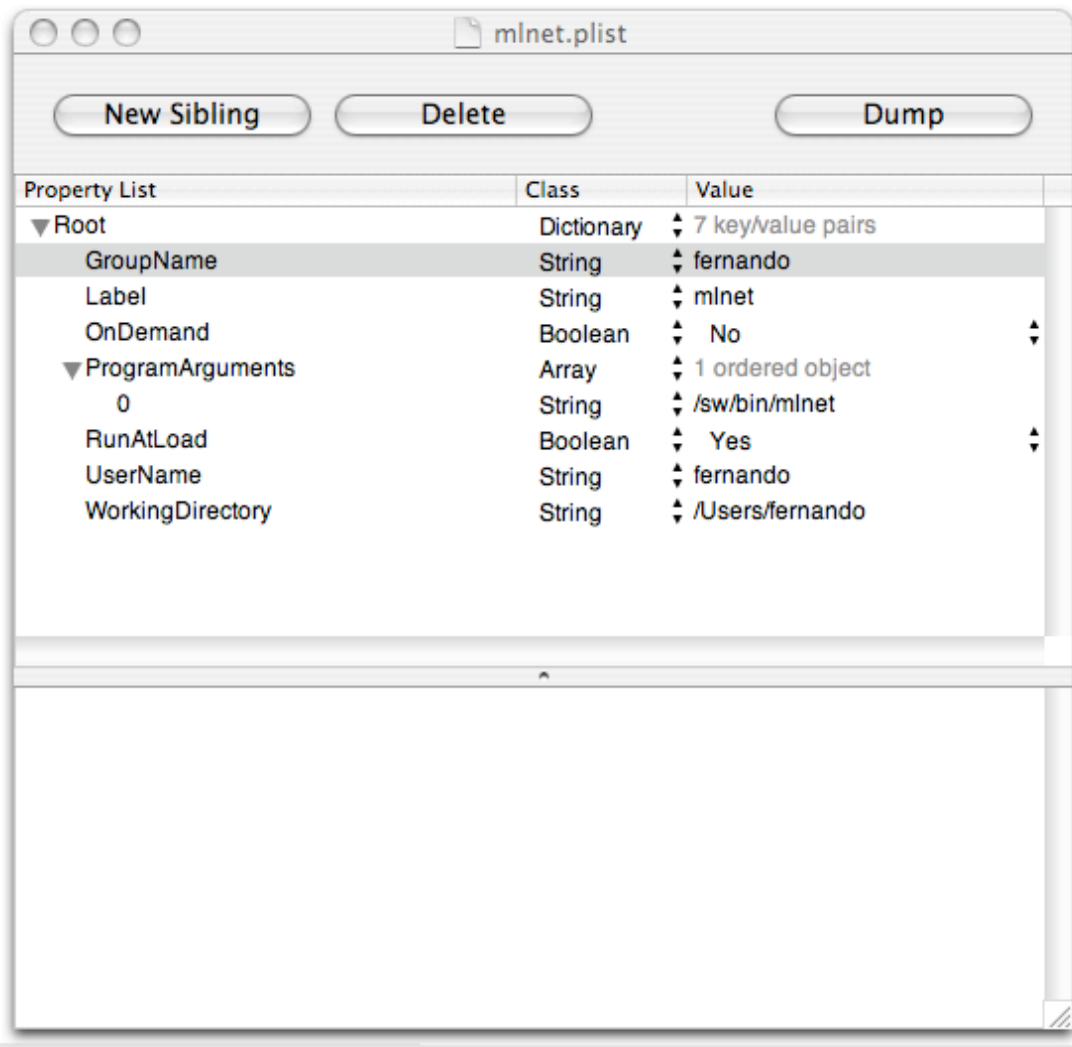 mlnet.plist
New Sibling Delete Dump
Property List Class Value
Root Dictionary 7 key/value pairs
GroupName String fernando
Label String mlnet
OnDemand Boolean No
ProgramArguments Array 1 ordered object
0 String /sw/bin/mlnet
RunAtLoad Boolean Yes
UserName String fernando
WorkingDirectory String /Users/fernando